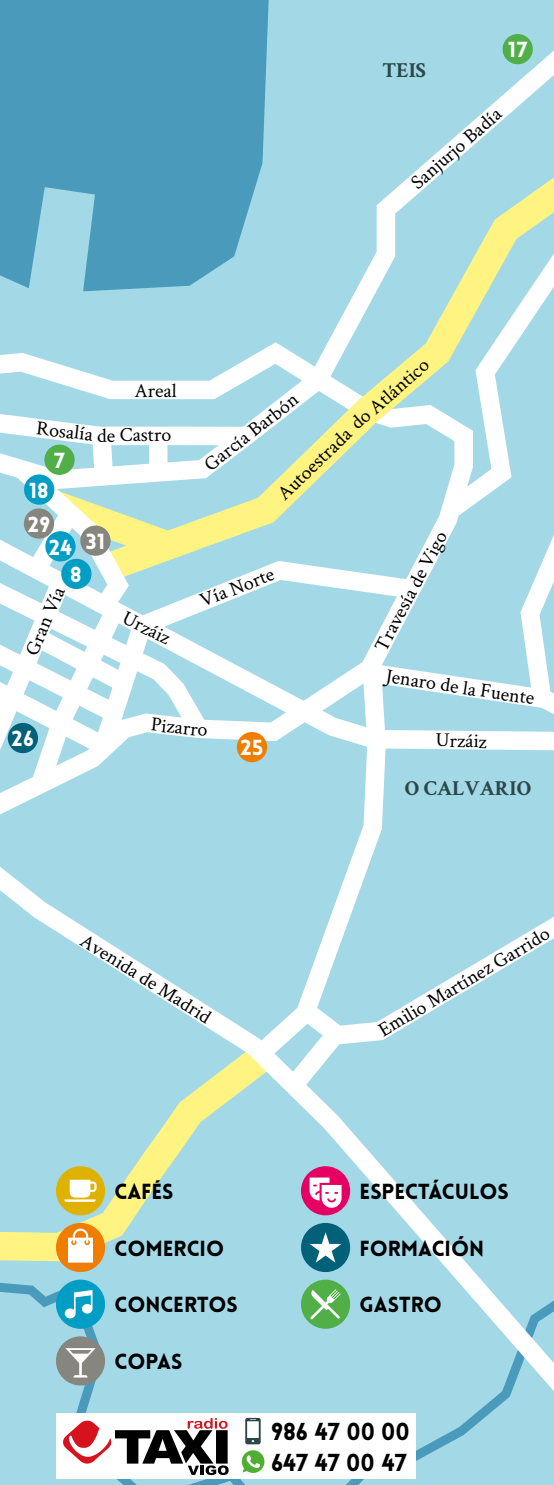 17
TEIS
Sanjurjo Badía
Autoestrada do Atlántico
Areal
García Barbón
Rosalía de Castro
7
18
29
31
24
8
Vía Norte
Travesía de Vigo
Gran Vía
Urzáiz
Jenaro de la Fuente
Pizarro
26
25
Urzáiz
O CALVARIO
Avenida de Madrid
Emilio Martínez Garrido
CAFÉS
COMERCIO
CONCERTOS
COPAS
ESPECTÁCULOS
FORMACIÓN
GASTRO
radio
TAXI
VIGO
986 47 00 00
647 47 00 47